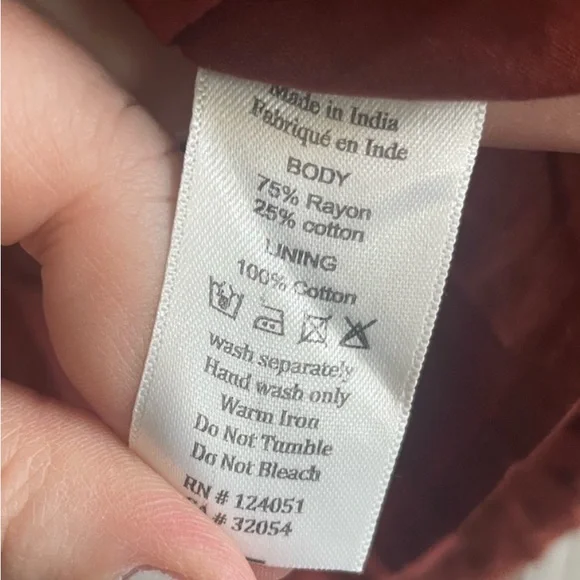 Made in India
Fabriqué en Inde
BODY
75% Rayon
25% cotton
LINING
100% Cotton
wash separately
Hand wash only
Warm Iron
Do Not Tumble
Do Not Bleach
RN # 124051
CA # 32054